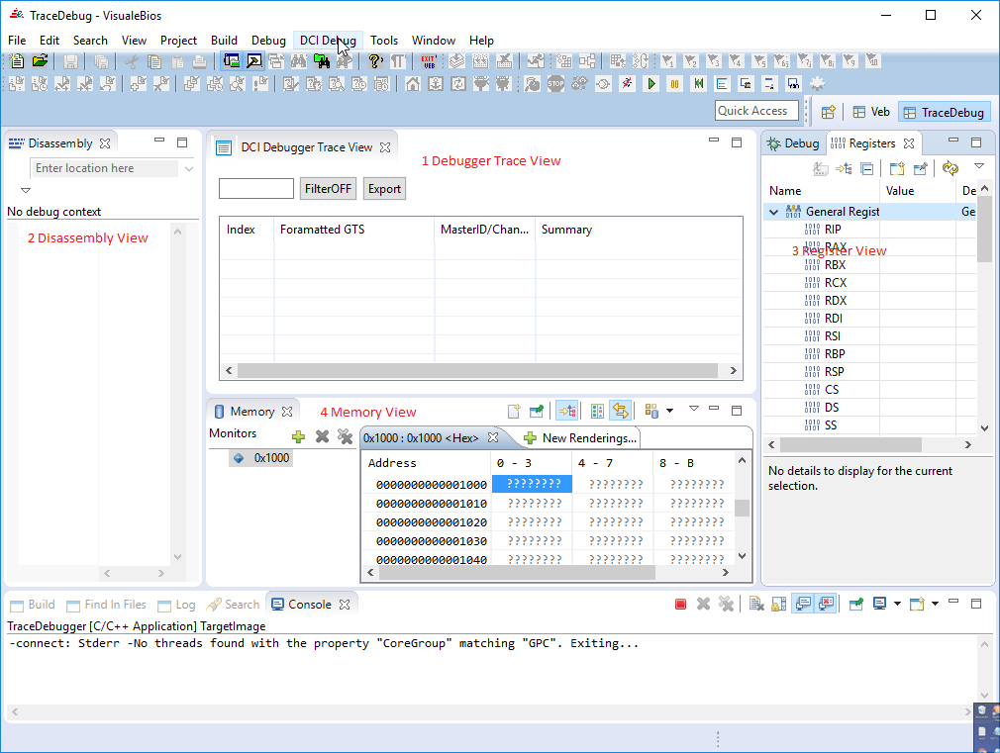 TraceDebug - VisualeBios
File Edit Search View Project Build Debug DCI Debug Tools Window Help
Quick Access Veb TraceDebug
Disassembly
Enter location here
No debug context
2 Disassembly View
DCI Debugger Trace View
1 Debugger Trace View
FilterOFF Export
Index Foramatted GTS MasterID/Chan... Summary
Debug Registers
Name Value De
General Regist Ge
RIP
RAX
3 Register View
RBX
RCX
RDX
RDI
RSI
RBP
RSP
CS
DS
SS
No details to display for the current
selection.
Memory
4 Memory View
Monitors
0x1000
0x1000 : 0x1000 <Hex> New Renderings...
Address 0 - 3 4 - 7 8 - B
0000000000001000 ???????? ???????? ????????
0000000000001010 ???????? ???????? ????????
0000000000001020 ???????? ???????? ????????
0000000000001030 ???????? ???????? ????????
0000000000001040 ???????? ???????? ????????
Build Find In Files Log Search Console
TraceDebugger [C/C++ Application] TargetImage
-connect: Stderr -No threads found with the property "CoreGroup" matching "GPC". Exiting...